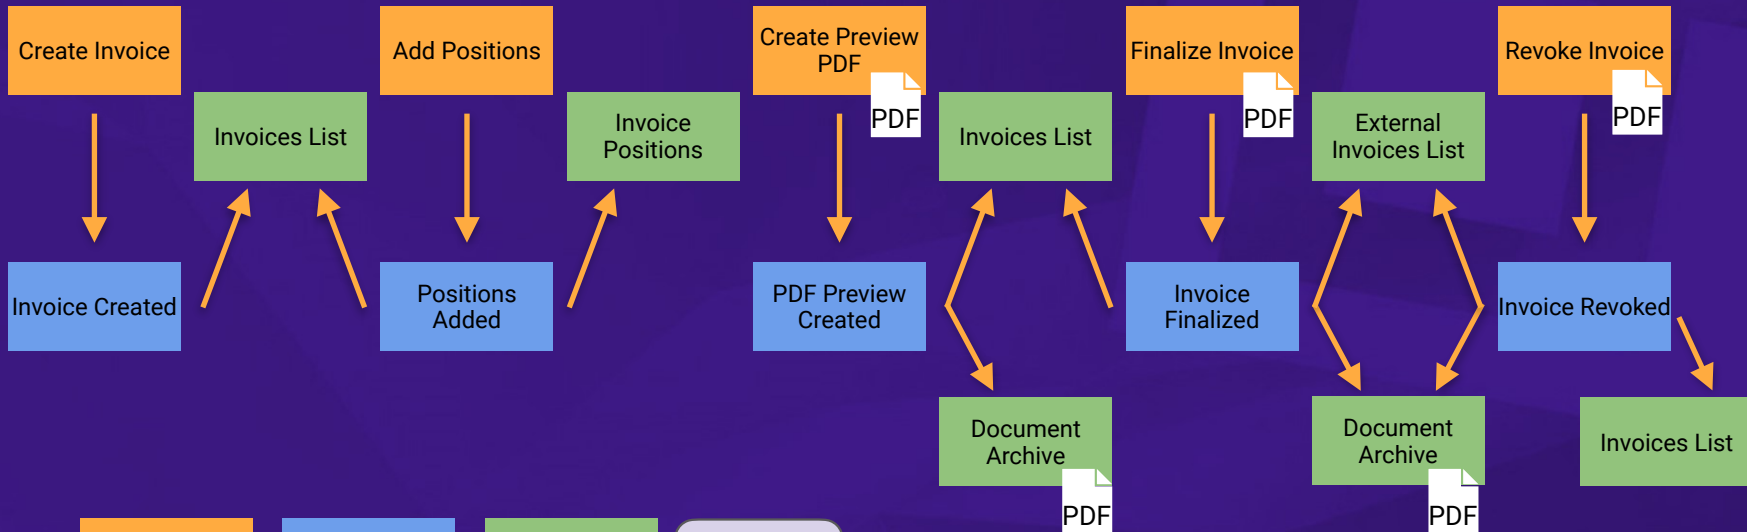 Create Invoice
Add Positions
Create Preview
PDF
PDF
Finalize Invoice
PDF
Revoke Invoice
PDF
Invoices List
Invoice
Positions
Invoices List
External
Invoices List
Invoice Created
Positions
Added
PDF Preview
Created
Invoice
Finalized
Invoice Revoked
Document
Archive
PDF
Document
Archive
PDF
Invoices List